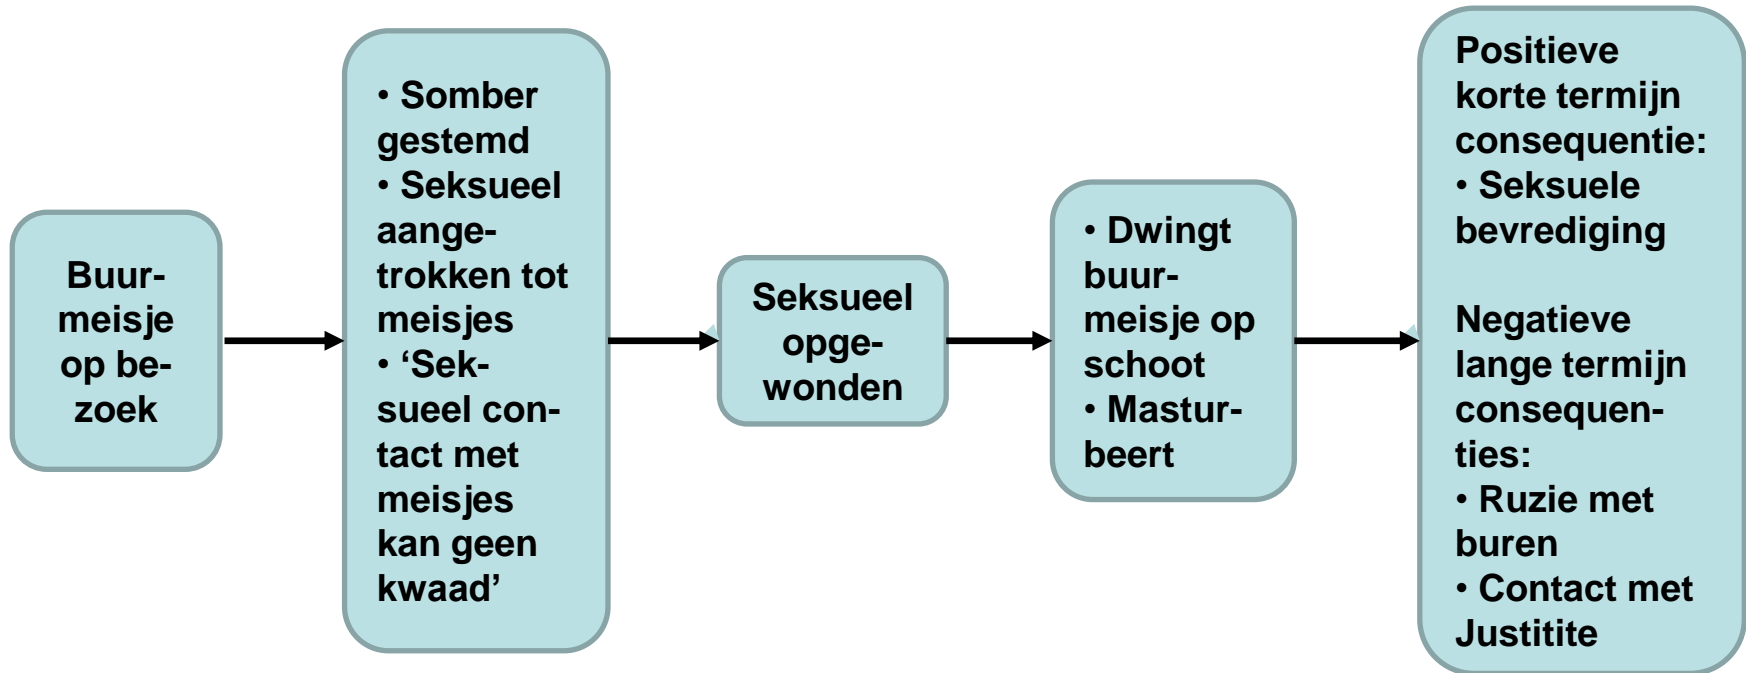 Buur-
meisje
op be-
zoek
• Somber
gestemd
• Seksueel
aange-
trokken tot
meisjes
• ‘Sek-
sueel con-
tact met
meisjes
kan geen
kwaad’
Seksueel
opge-
wonden
• Dwingt
buur-
meisje op
schoot
• Mastur-
beert
Positieve
korte termijn
consequentie:
• Seksuele
bevrediging
Negatieve
lange termijn
consequen-
ties:
• Ruzie met
buren
• Contact met
Justitite